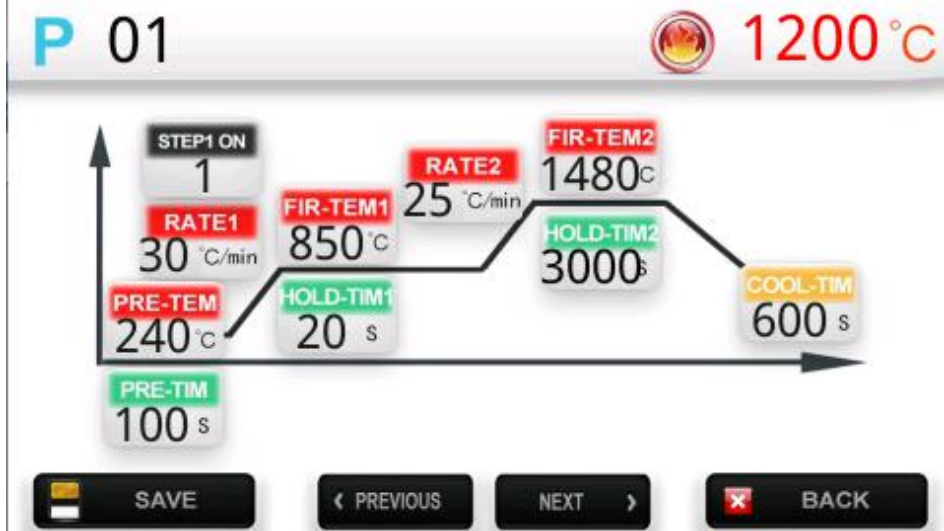 P 01
1200 °C
STEP1 ON
1
RATE1
30 °C/min
PRE-TEM
240 °C
PRE-TIM
100 S
FIR-TEM1
850 °C
HOLD-TIM1
20 S
RATE2
25 °C/min
FIR-TEM2
1480 C
HOLD-TIM2
3000 S
COOL-TIM
600 S
SAVE
‹ PREVIOUS
NEXT ›
BACK